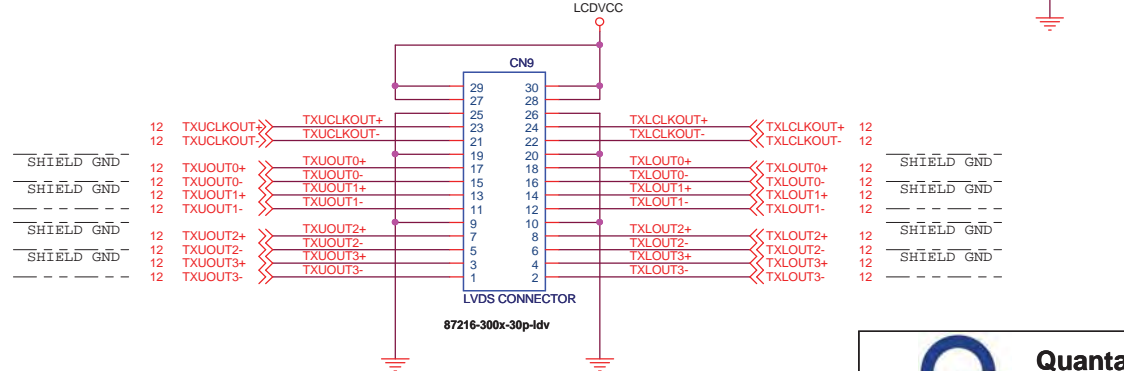 LCDVCC
CN9
29 30
27 28
25 26
12 TXUCLKOUT+ TXUCLKOUT+ 23 24 TXLCLKOUT+ TXLCLKOUT+ 12
12 TXUCLKOUT- TXUCLKOUT- 21 22 TXLCLKOUT- TXLCLKOUT- 12
19 20
SHIELD GND SHIELD GND
12 TXUOUT0+ TXUOUT0+ 17 18 TXLOUT0+ TXLOUT0+ 12
12 TXUOUT0- TXUOUT0- 15 16 TXLOUT0- TXLOUT0- 12
SHIELD GND SHIELD GND
12 TXUOUT1+ TXUOUT1+ 13 14 TXLOUT1+ TXLOUT1+ 12
12 TXUOUT1- TXUOUT1- 11 12 TXLOUT1- TXLOUT1- 12
9 10
SHIELD GND SHIELD GND
12 TXUOUT2+ TXUOUT2+ 7 8 TXLOUT2+ TXLOUT2+ 12
12 TXUOUT2- TXUOUT2- 5 6 TXLOUT2- TXLOUT2- 12
SHIELD GND SHIELD GND
12 TXUOUT3+ TXUOUT3+ 3 4 TXLOUT3+ TXLOUT3+ 12
12 TXUOUT3- TXUOUT3- 1 2 TXLOUT3- TXLOUT3- 12
LVDS CONNECTOR
87216-300x-30p-ldv
Quanta